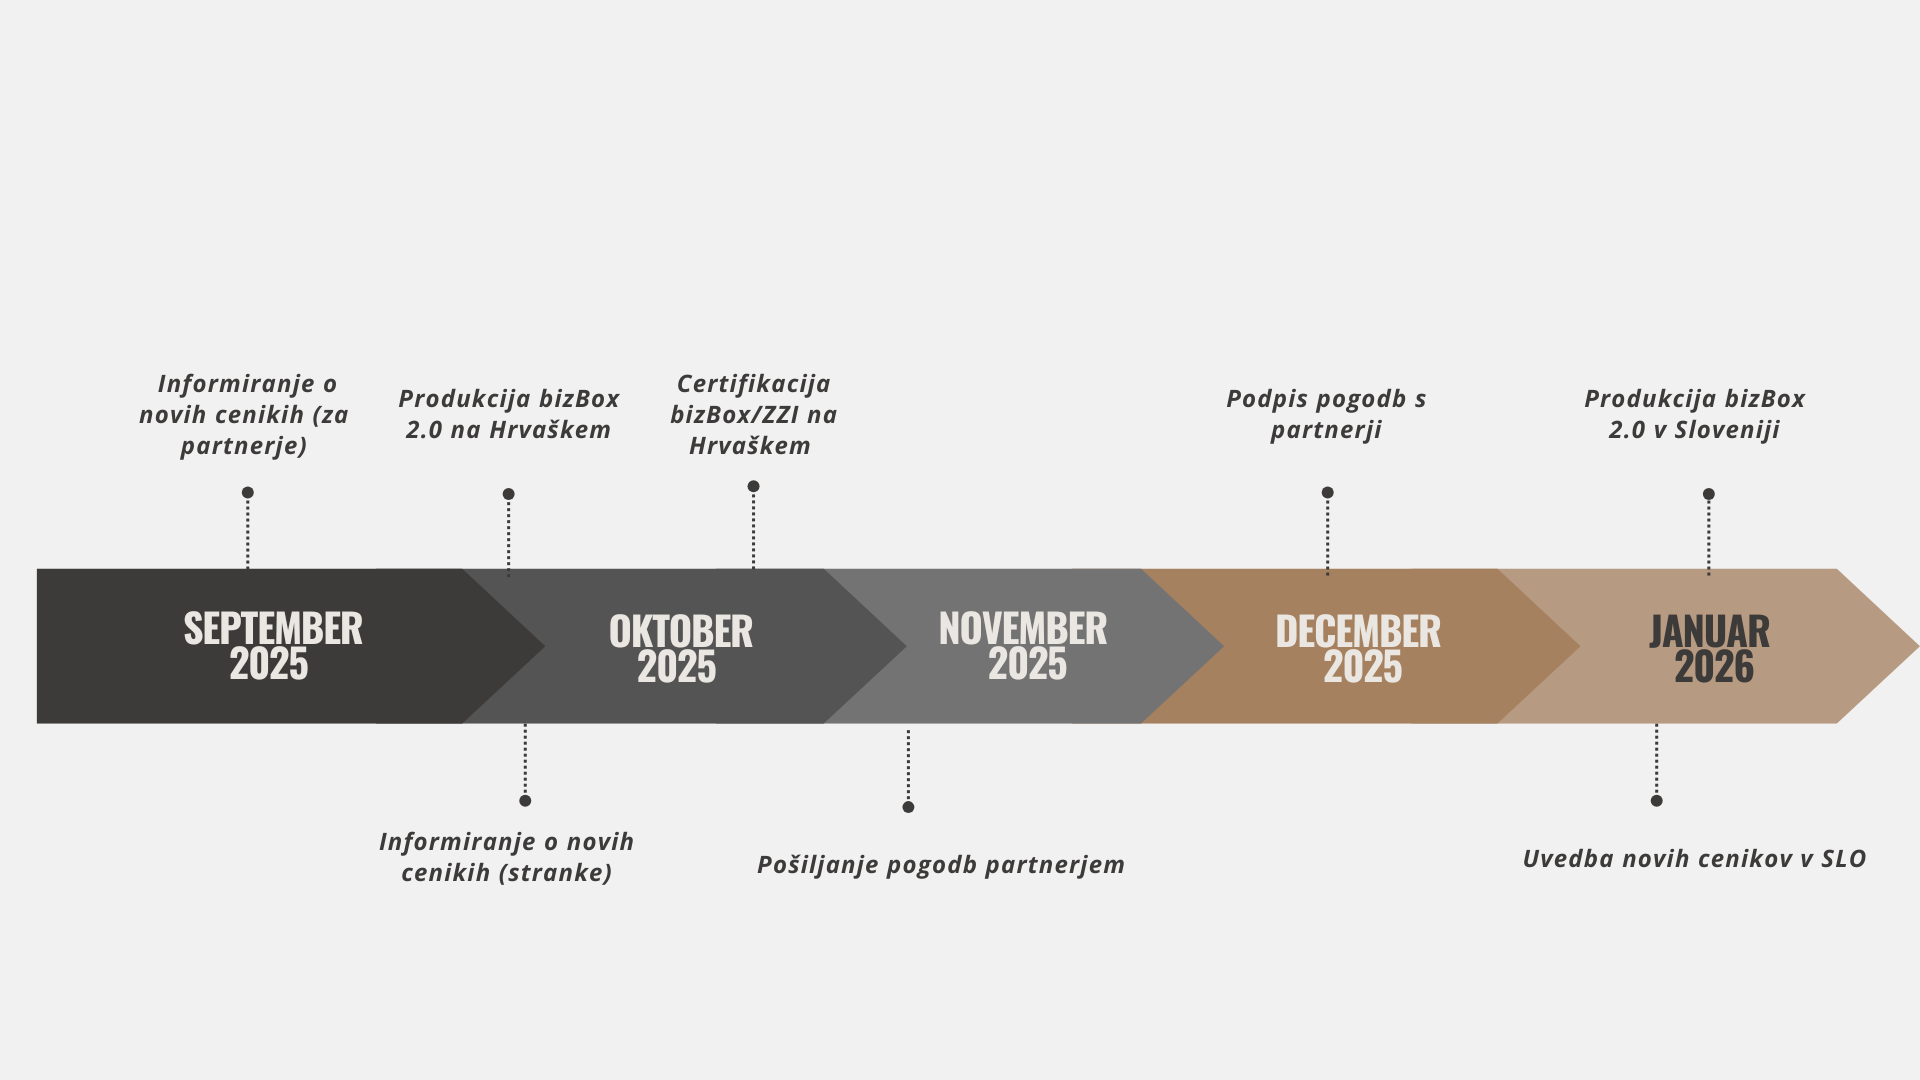 Informiranje o
novih cenikih (za
partnerje)
Produkcija bizBox
2.0 na Hrvaškem
Certifikacija
bizBox/ZZI na
Hrvaškem
Podpis pogodb s
partnerji
Produkcija bizBox
2.0 v Sloveniji
SEPTEMBER
2025
OKTOBER
2025
NOVEMBER
2025
DECEMBER
2025
JANUAR
2026
Informiranje o novih
cenikih (stranke)
Pošiljanje pogodb partnerjem
Uvedba novih cenikov v SLO